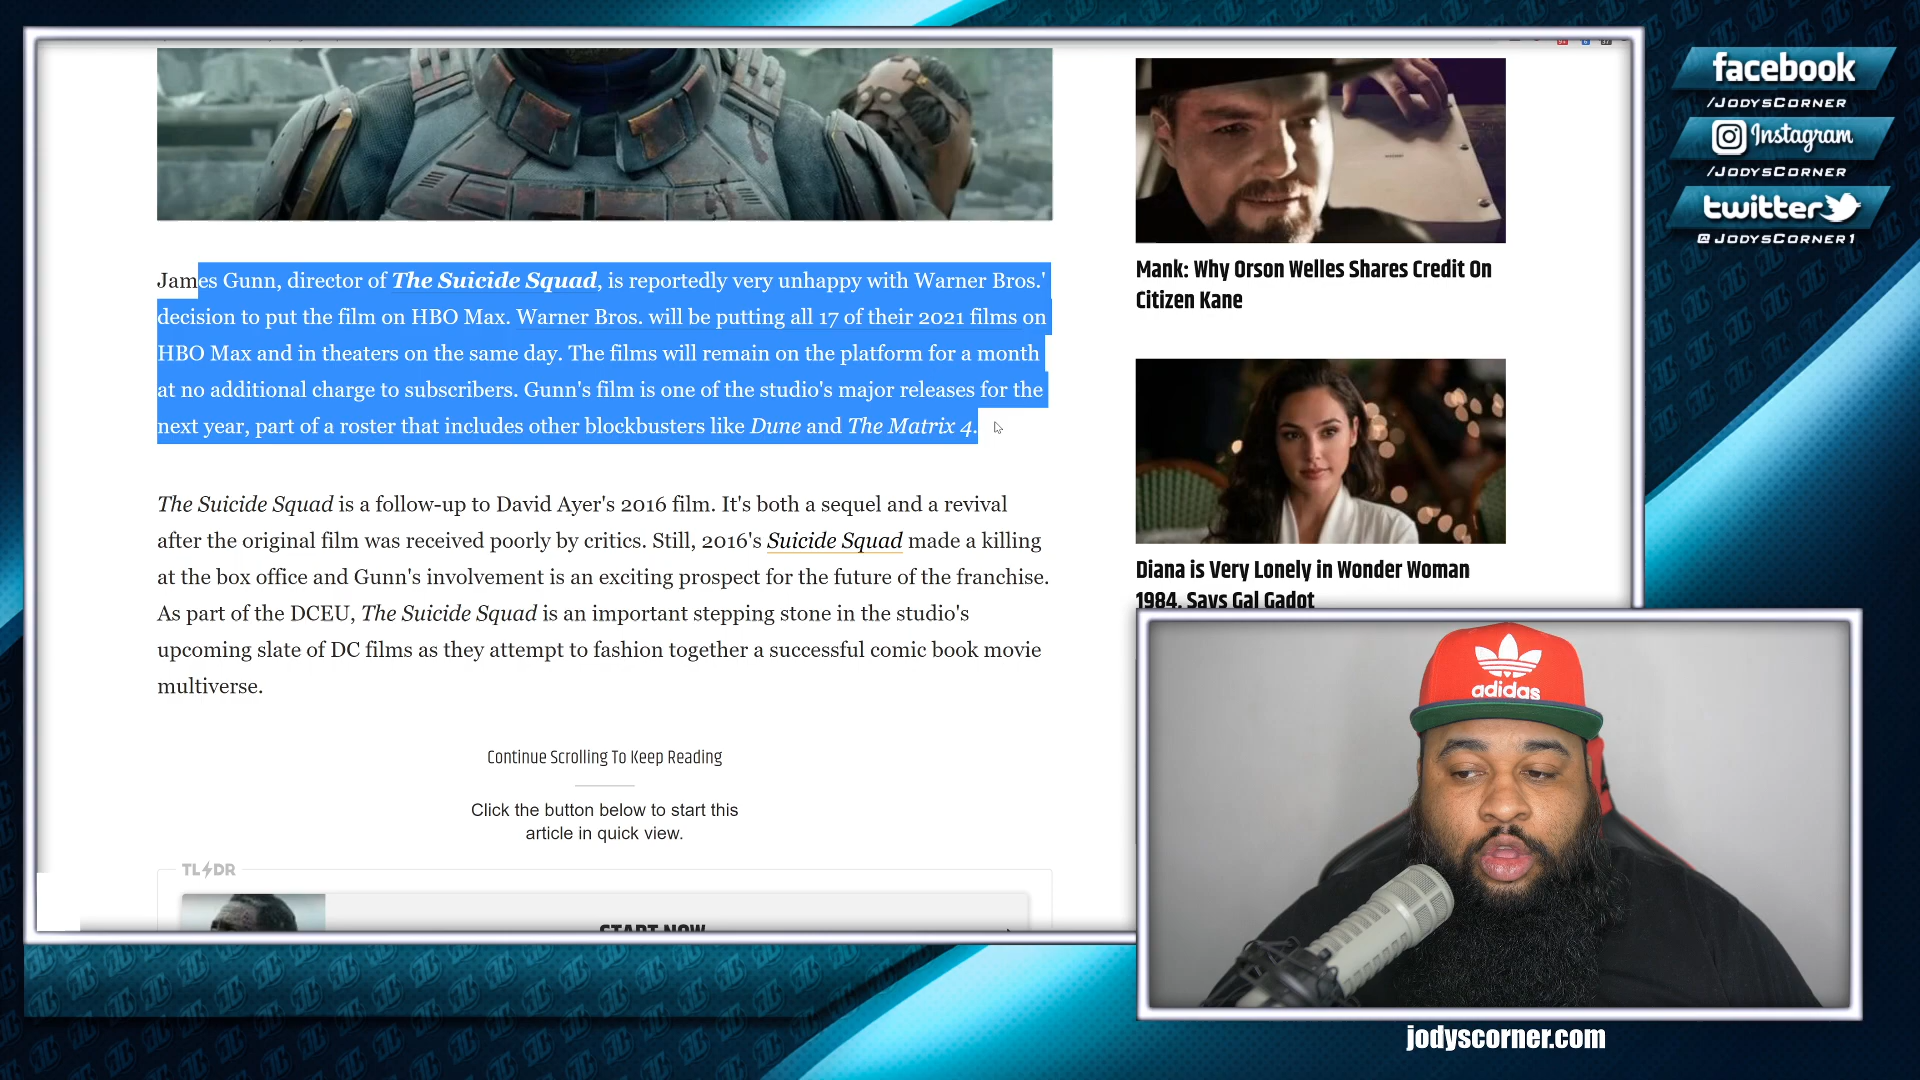 James Gunn, director of The Suicide Squad, is reportedly very unhappy with Warner Bros.'
decision to put the film on HBO Max. Warner Bros. will be putting all 17 of their 2021 films on
HBO Max and in theaters on the same day. The films will remain on the platform for a month
at no additional charge to subscribers. Gunn's film is one of the studio's major releases for the
next year, part of a roster that includes other blockbusters like Dune and The Matrix 4.
The Suicide Squad is a follow-up to David Ayer's 2016 film. It's both a sequel and a revival
after the original film was received poorly by critics. Still, 2016's Suicide Squad made a killing
at the box office and Gunn's involvement is an exciting prospect for the future of the franchise.
As part of the DCEU, The Suicide Squad is an important stepping stone in the studio's
upcoming slate of DC films as they attempt to fashion together a successful comic book movie
multiverse.
Continue Scrolling To Keep Reading
Click the button below to start this
article in quick view.
TL DR
START NOW
Mank: Why Orson Welles Shares Credit On
Citizen Kane
Diana is Very Lonely in Wonder Woman
1984, Says Gal Gadot
facebook
/JODYSCORNER
Instagram
/JODYSCORNER
twitter
@JODYSCORNER1
adidas
jodyscorner.com